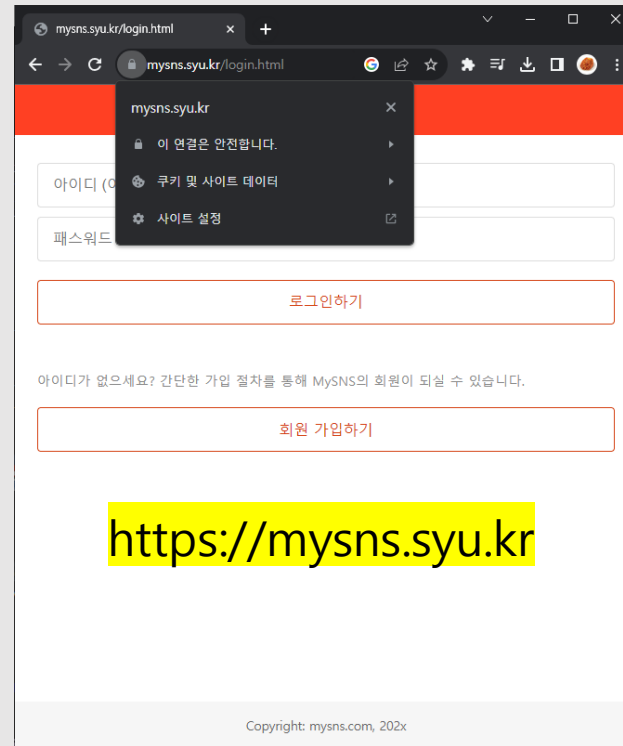 mysns.syu.kr/login.html
mysns.syu.kr/login.html
mysns.syu.kr
이 연결은 안전합니다.
아이디 (이
쿠키 및 사이트 데이터
사이트 설정
패스워드
로그인하기
아이디가 없으세요? 간단한 가입 절차를 통해 MySNS의 회원이 되실 수 있습니다.
회원 가입하기
https://mysns.syu.kr
Copyright: mysns.com, 202x